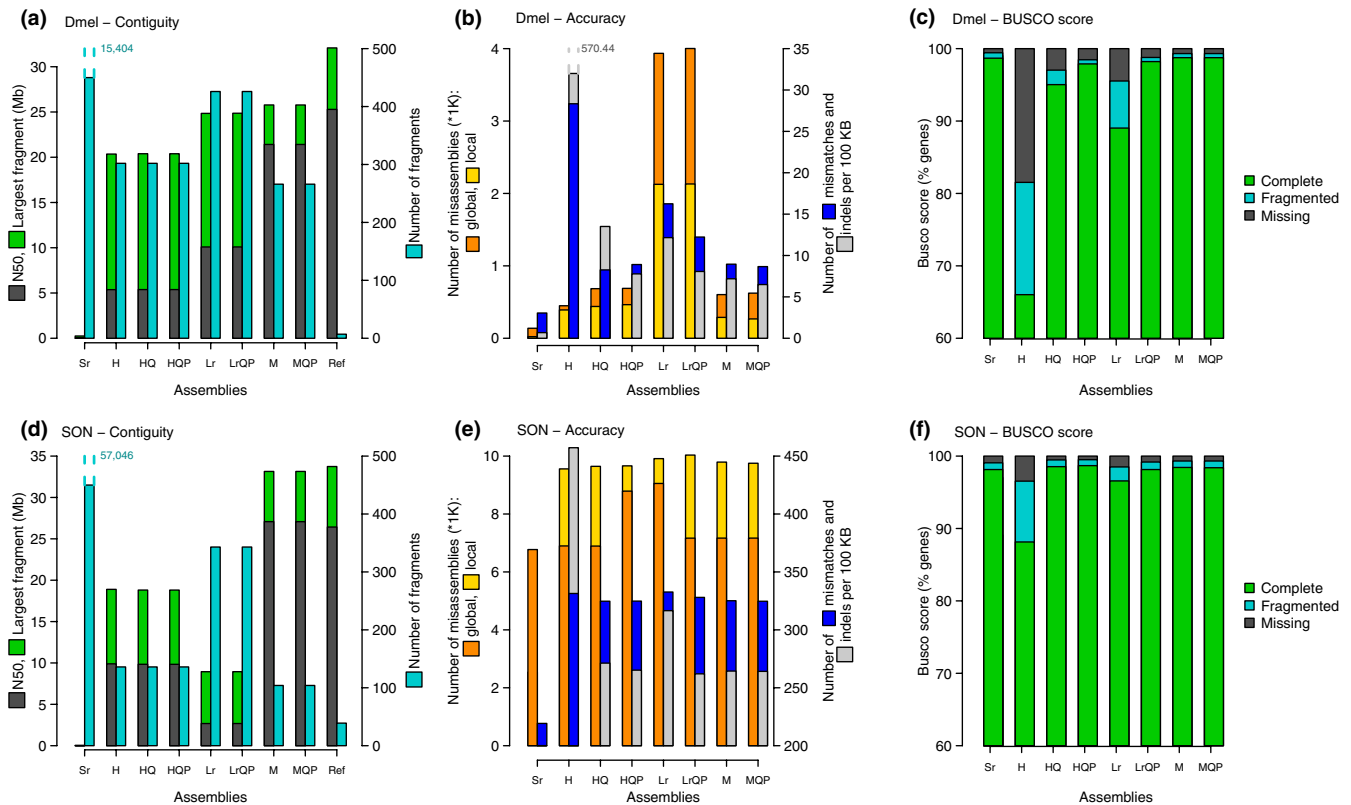 (a)
Dmel – Contiguity
15,404
N50, Largest fragment (Mb)
0
5
10
15
20
25
30
0
100
200
300
400
500
Number of fragments
Sr H HQ HQP Lr LrQP M MQP Ref
Assemblies
(b)
Dmel – Accuracy
570.44
Number of misassemblies (*1K):
global, local
0
1
2
3
4
0
5
10
15
20
25
30
35
Number of mismatches and
indels per 100 KB
Sr H HQ HQP Lr LrQP M MQP
Assemblies
(c)
Dmel – BUSCO score
Busco score (% genes)
60
70
80
90
100
Sr H HQ HQP Lr LrQP M MQP
Assemblies
Complete
Fragmented
Missing
(d)
SON – Contiguity
57,046
N50, Largest fragment (Mb)
0
5
10
15
20
25
30
35
0
100
200
300
400
500
Number of fragments
Sr H HQ HQP Lr LrQP M MQP Ref
Assemblies
(e)
SON – Accuracy
Number of misassemblies (*1K):
global, local
0
2
4
6
8
10
200
250
300
350
400
450
Number of mismatches and
indels per 100 KB
Sr H HQ HQP Lr LrQP M MQP
Assemblies
(f)
SON – BUSCO score
Busco score (% genes)
60
70
80
90
100
Sr H HQ HQP Lr LrQP M MQP
Assemblies
Complete
Fragmented
Missing